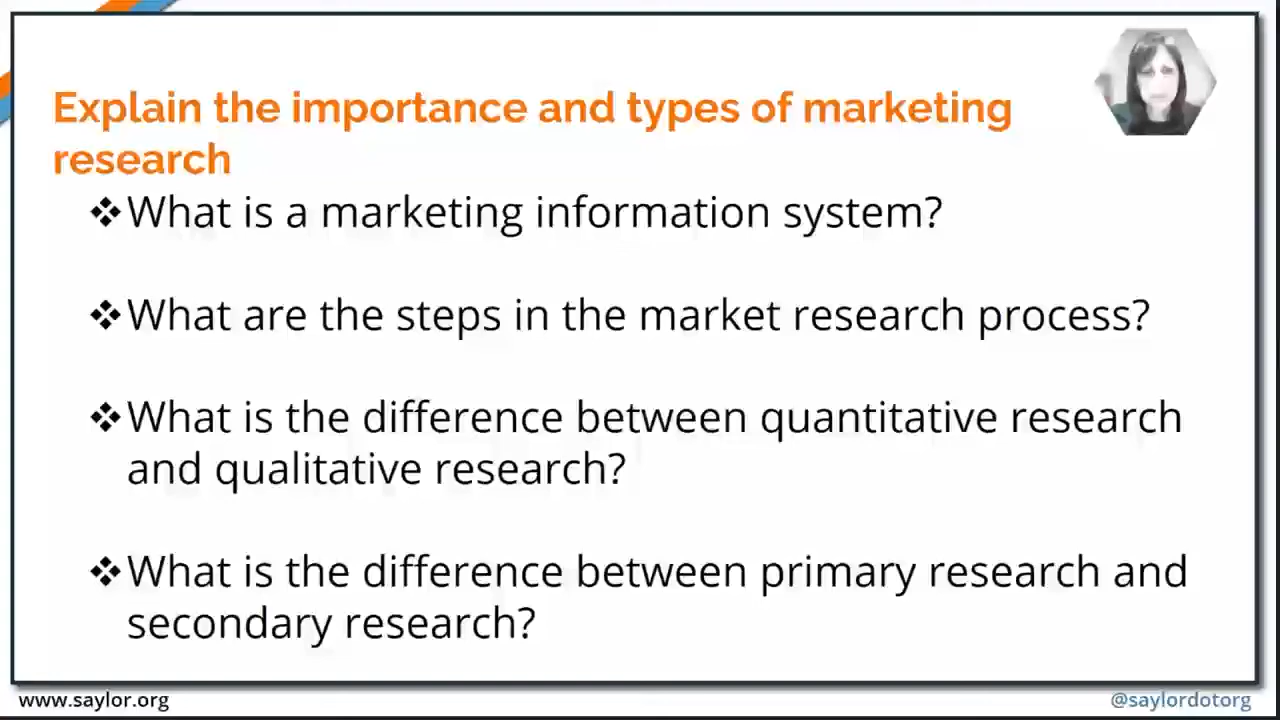 Explain the importance and types of marketing
research
❖What is a marketing information system?
❖What are the steps in the market research process?
❖What is the difference between quantitative research
and qualitative research?
❖What is the difference between primary research and
secondary research?
www.saylor.org
@saylordotorg